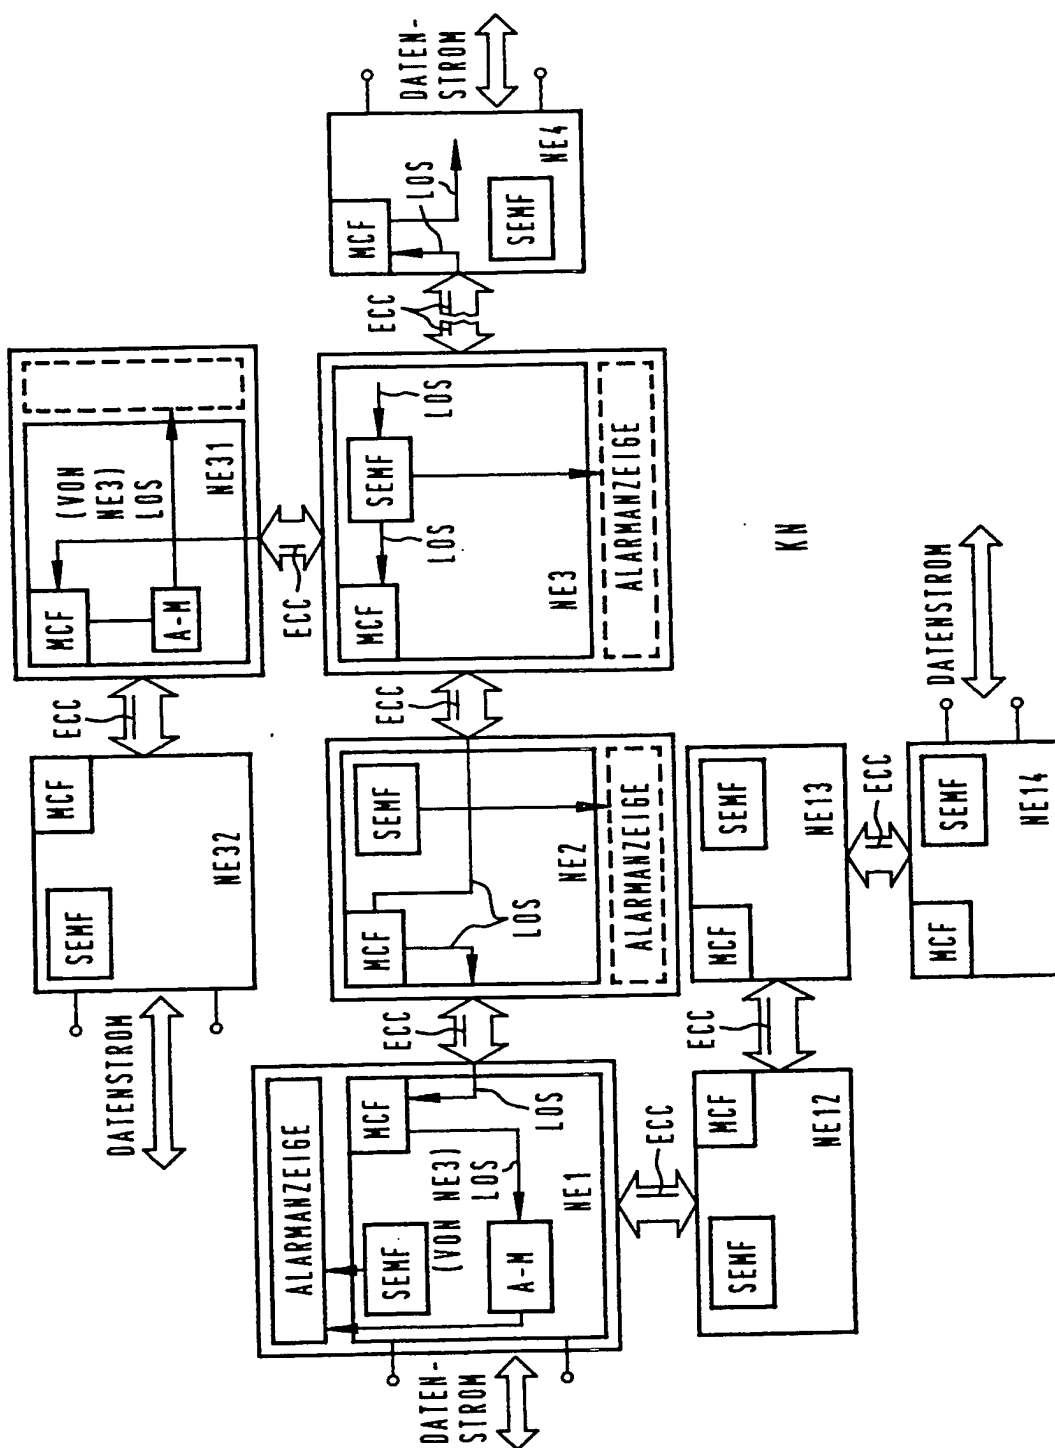 DATENSTROM
SEMF
MCF
NE32
ECC
MCF
A-M
(VON
NE3)
LOS
NE31
ECC
DATEN-
STROM
ALARMANZEIGE
SEMF
MCF
(VON NE3)
LOS
A-M
LOS
NE1
ECC
MCF
SEMF
LOS
NE2
ALARMANZEIGE
ECC
MCF
LOS
SEMF
LOS
NE3
ALARMANZEIGE
ECC
MCF
LOS
LOS
SEMF
NE4
DATEN-
STROM
ECC
SEMF
MCF
NE12
ECC
MCF
SEMF
NE13
KN
ECC
MCF
SEMF
NE14
DATENSTROM